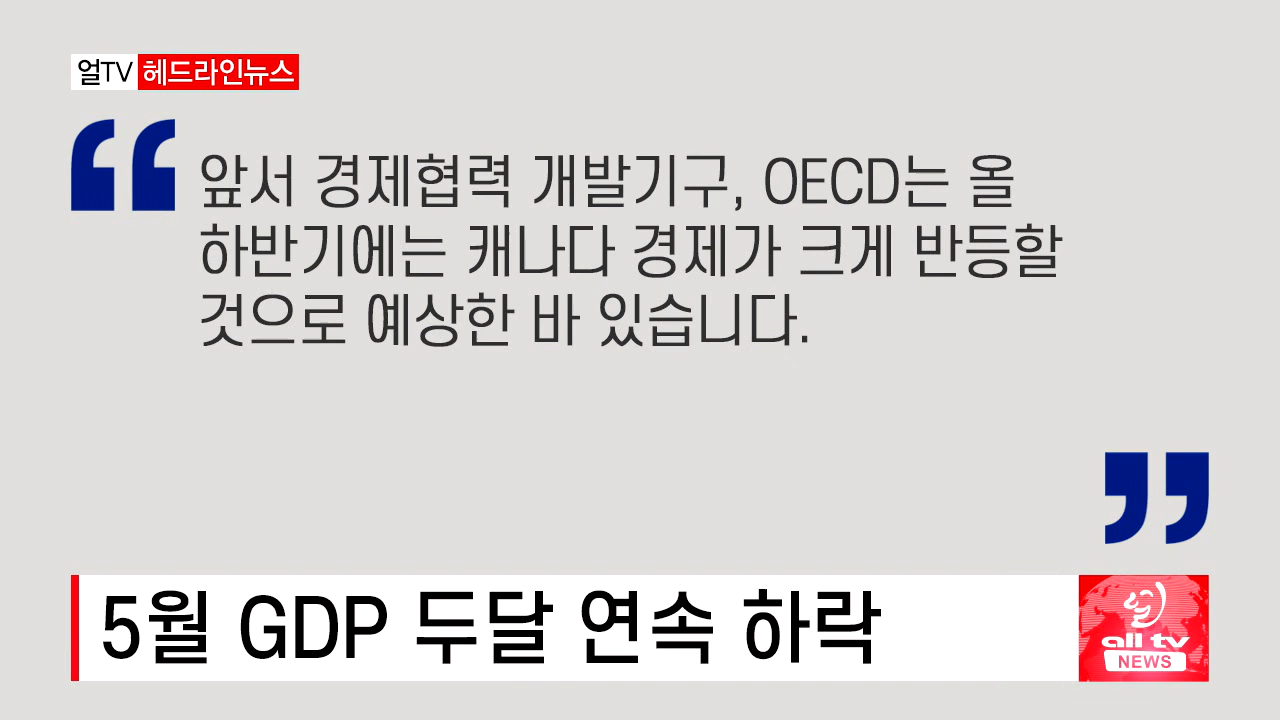 얼TV 헤드라인뉴스
앞서 경제협력 개발기구, OECD는 올
하반기에는 캐나다 경제가 크게 반등할
것으로 예상한 바 있습니다.
5월 GDP 두달 연속 하락
얼
all tv
NEWS